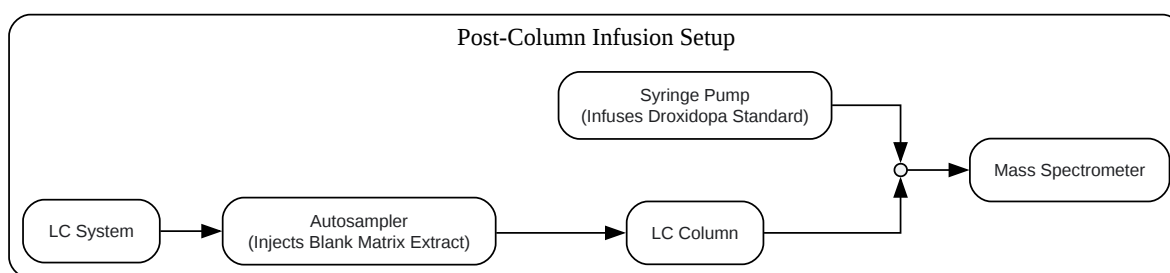 Post-Column Infusion Setup
Syringe Pump
(Infuses Droxidopa Standard)
Mass Spectrometer
LC System
Autosampler
(Injects Blank Matrix Extract)
LC Column